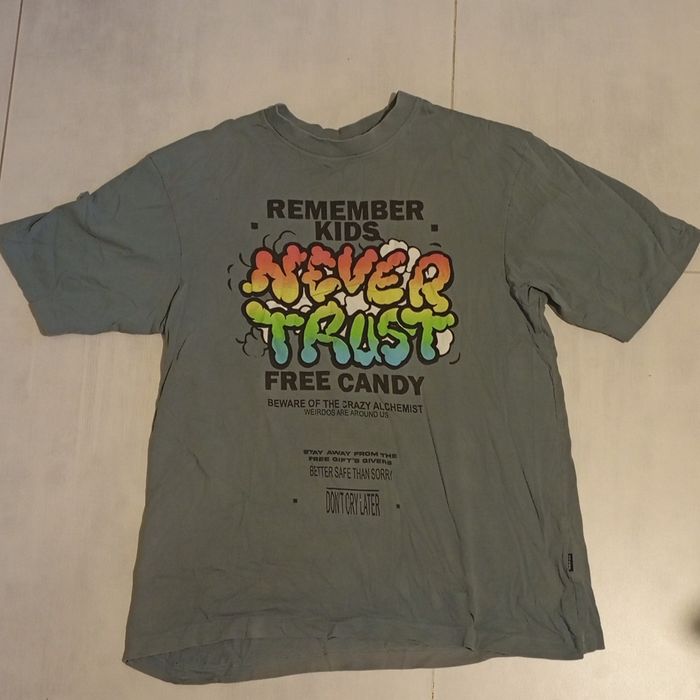 REMEMBER
KIDS
NEVER
TRUST
FREE CANDY
BEWARE OF THE CRAZY ALCHEMIST
WEIRDOS ARE AROUND US
STAY AWAY FROM THE
FREE GIFT'S GIVERS
BETTER SAFE THAN SORRY
DON'T CRY LATER